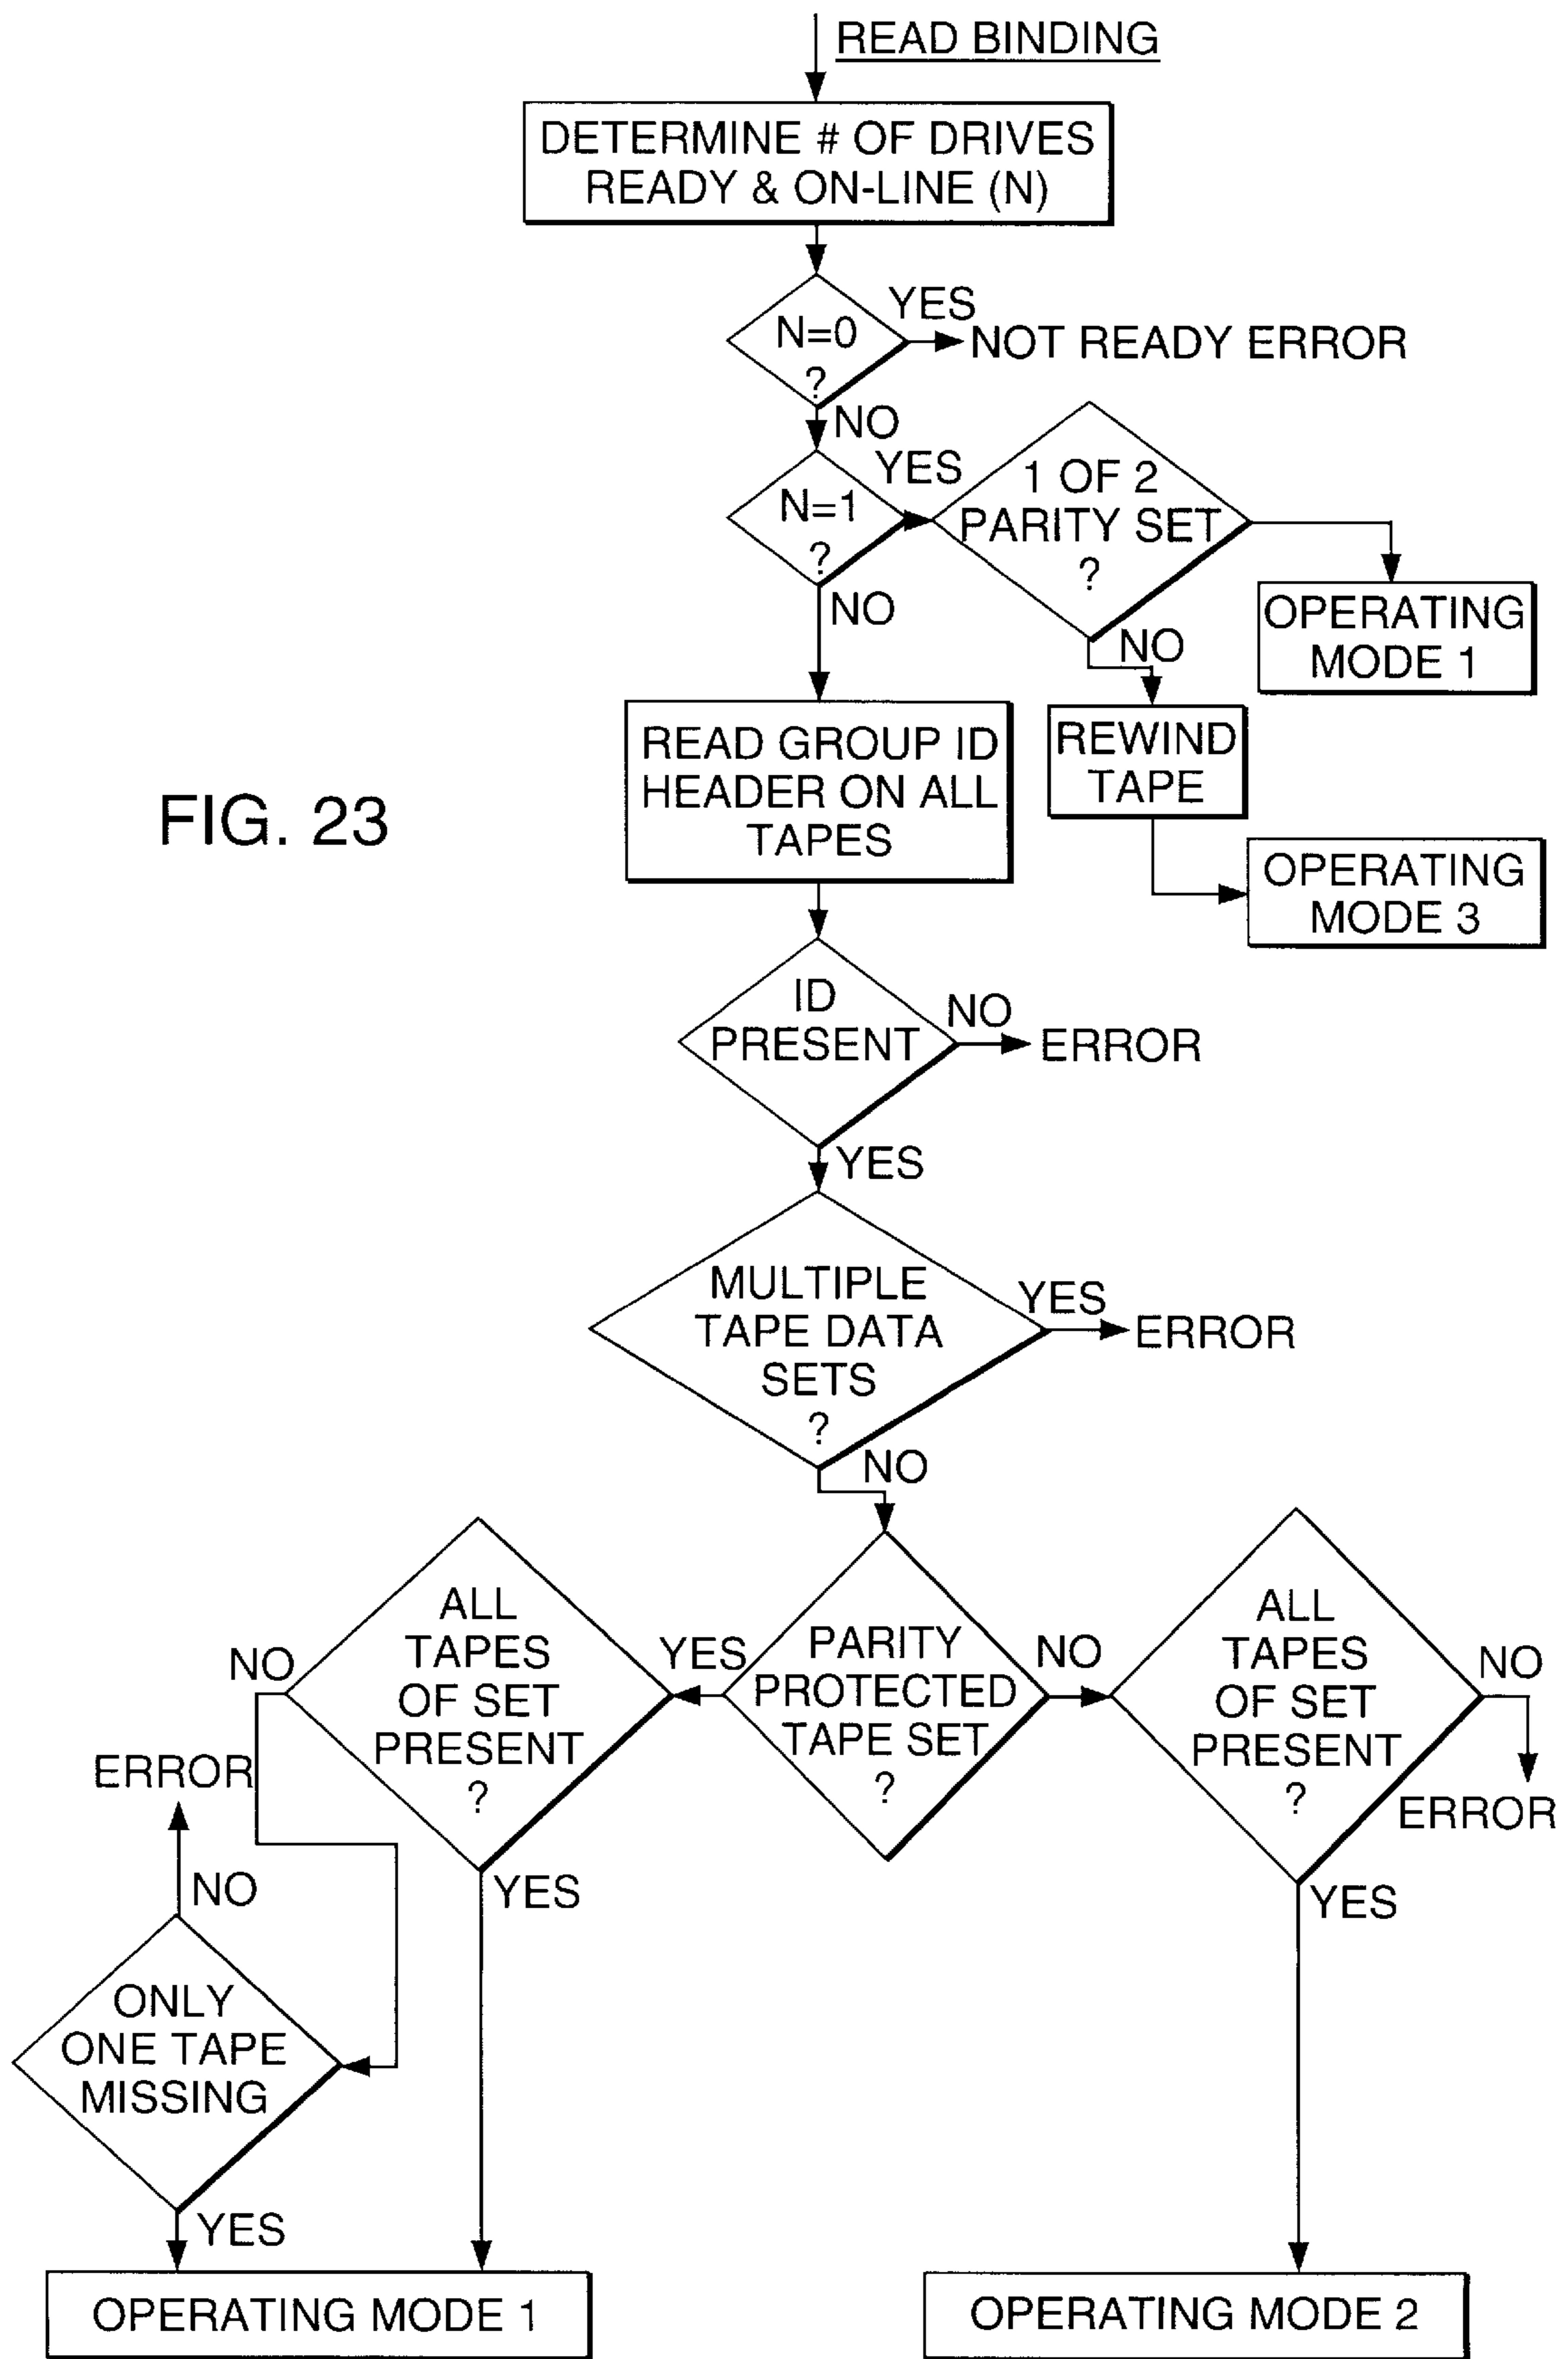 READ BINDING
DETERMINE # OF DRIVES
READY & ON-LINE (N)
N=0
?
YES
NOT READY ERROR
NO
N=1
?
YES
1 OF 2
PARITY SET
?
OPERATING
MODE 1
NO
NO
REWIND
TAPE
OPERATING
MODE 3
READ GROUP ID
HEADER ON ALL
TAPES
FIG. 23
ID
PRESENT
NO
ERROR
YES
MULTIPLE
TAPE DATA
SETS
?
YES
ERROR
NO
PARITY
PROTECTED
TAPE SET
?
YES
ALL
TAPES
OF SET
PRESENT
?
NO
ERROR
NO
ONLY
ONE TAPE
MISSING
YES
YES
OPERATING MODE 1
NO
ALL
TAPES
OF SET
PRESENT
?
NO
ERROR
YES
OPERATING MODE 2